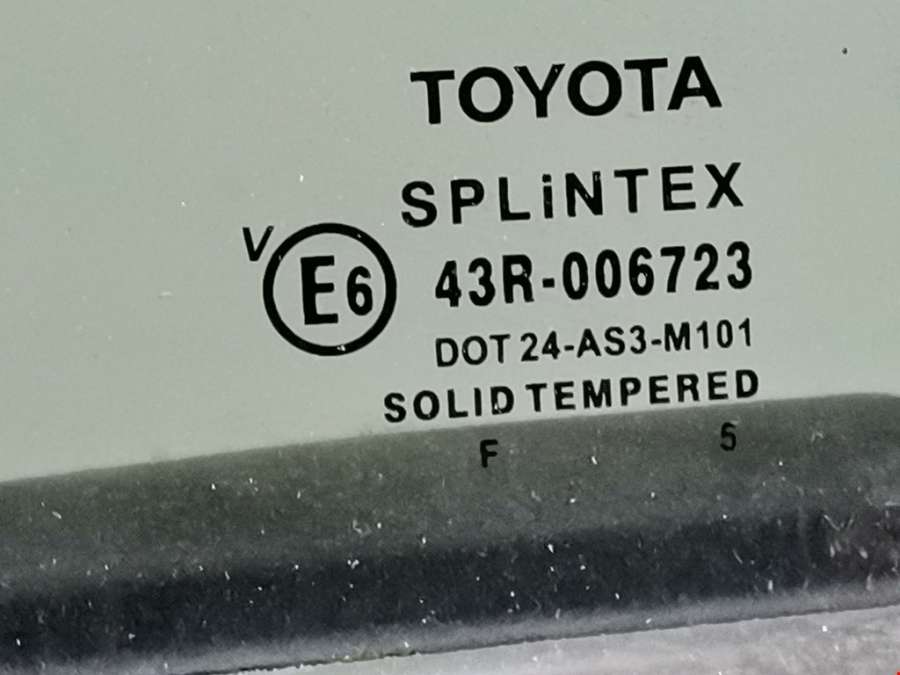 TOYOTA
SPLiNTEX
V E6 43R-006723
DOT 24-AS3-M101
SOLID TEMPERED
F 5